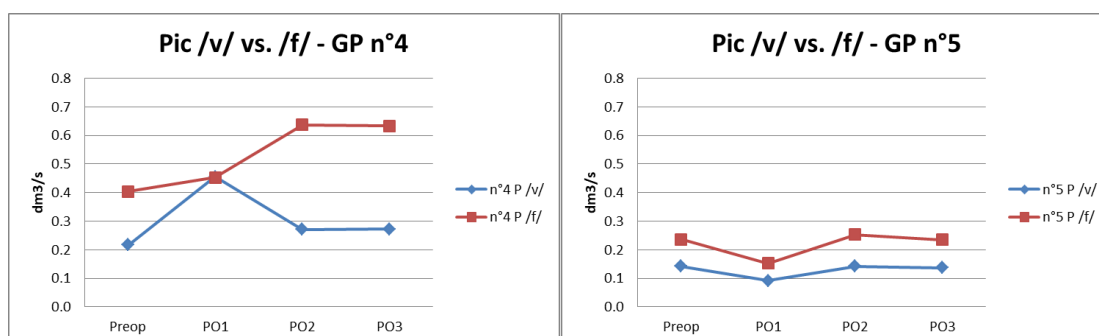 Pic /v/ vs. /f/ - GP n°4
0.8
0.7
0.6
0.5
0.4
0.3
0.2
0.1
0.0
dm3/s
Preop PO1 PO2 PO3
n°4 P /v/
n°4 P /f/
Pic /v/ vs. /f/ - GP n°5
0.8
0.7
0.6
0.5
0.4
0.3
0.2
0.1
0.0
dm3/s
Preop PO1 PO2 PO3
n°5 P /v/
n°5 P /f/